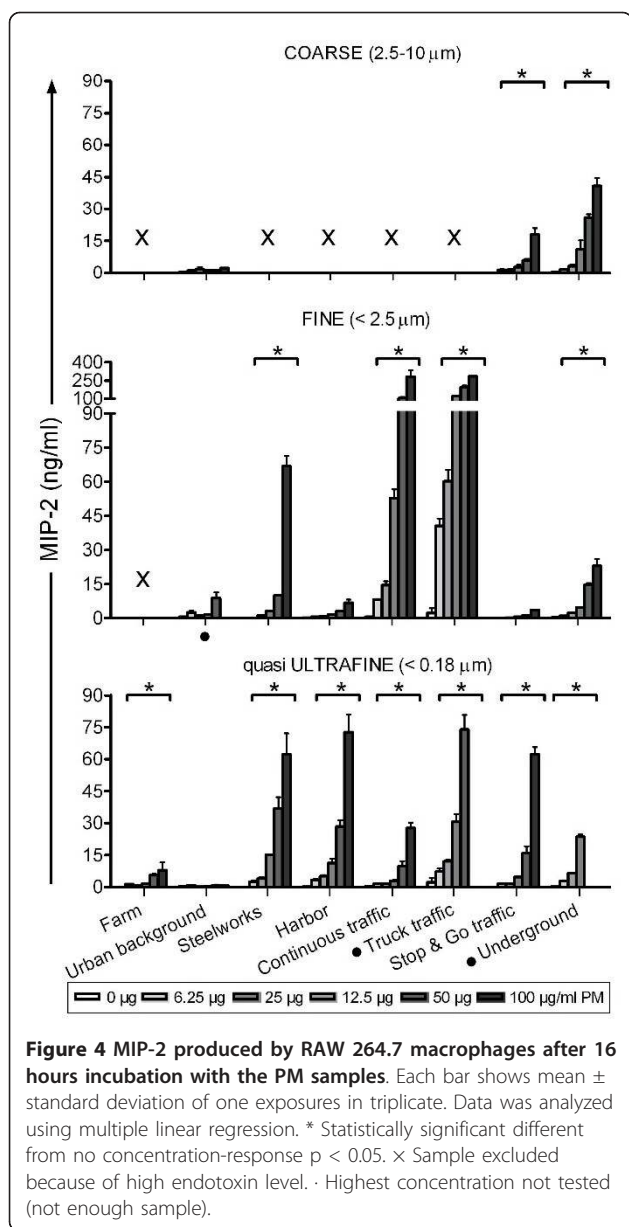 COARSE (2.5-10 µm)
90
75
60
45
30
15
0
* *
X X X X X
MIP-2 (ng/ml)
FINE (< 2.5 µm)
400
250
100
90
75
60
45
30
15
0
* * * *
X
●
quasi ULTRAFINE (< 0.18 µm)
90
75
60
45
30
15
0
* * * * * * *
Farm
Urban background
Steelworks
Harbor
Continuous traffic
● Truck traffic
Stop & Go traffic
● Underground
0 µg 6.25 µg 25 µg 12.5 µg 50 µg 100 µg/ml PM
Figure 4 MIP-2 produced by RAW 264.7 macrophages after 16
hours incubation with the PM samples. Each bar shows mean ±
standard deviation of one exposures in triplicate. Data was analyzed
using multiple linear regression. * Statistically significant different
from no concentration-response p < 0.05. × Sample excluded
because of high endotoxin level. · Highest concentration not tested
(not enough sample).